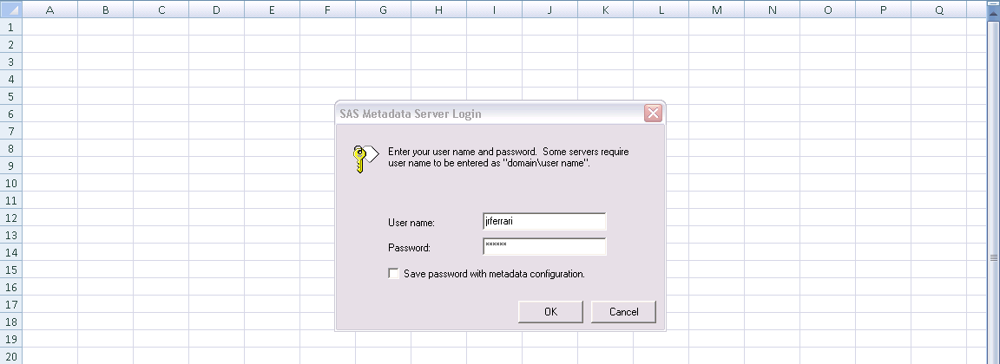 A B C D E F G H I J K L M N O P Q
1
2
3
4
5
6
7
8
9
10
11
12
13
14
15
16
17
18
19
20
SAS Metadata Server Login
Enter your user name and password.  Some servers require
user name to be entered as "domain\user name".
User name: jrferrari
Password: ××××××
Save password with metadata configuration.
OK Cancel